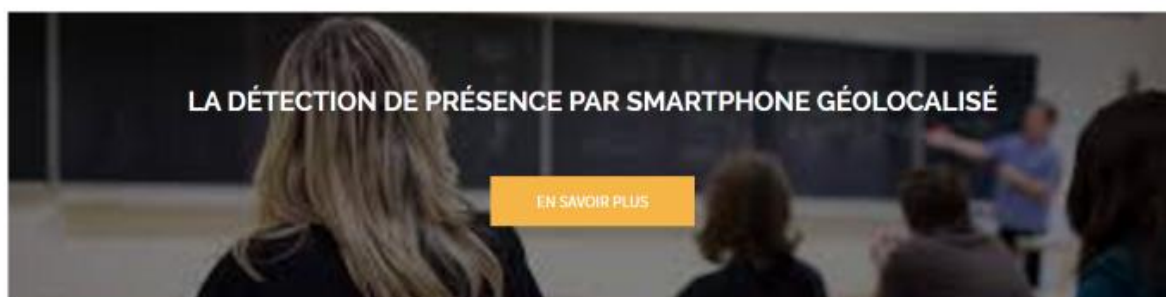 LA DÉTECTION DE PRÉSENCE PAR SMARTPHONE GÉOLOCALISÉ
EN SAVOIR PLUS